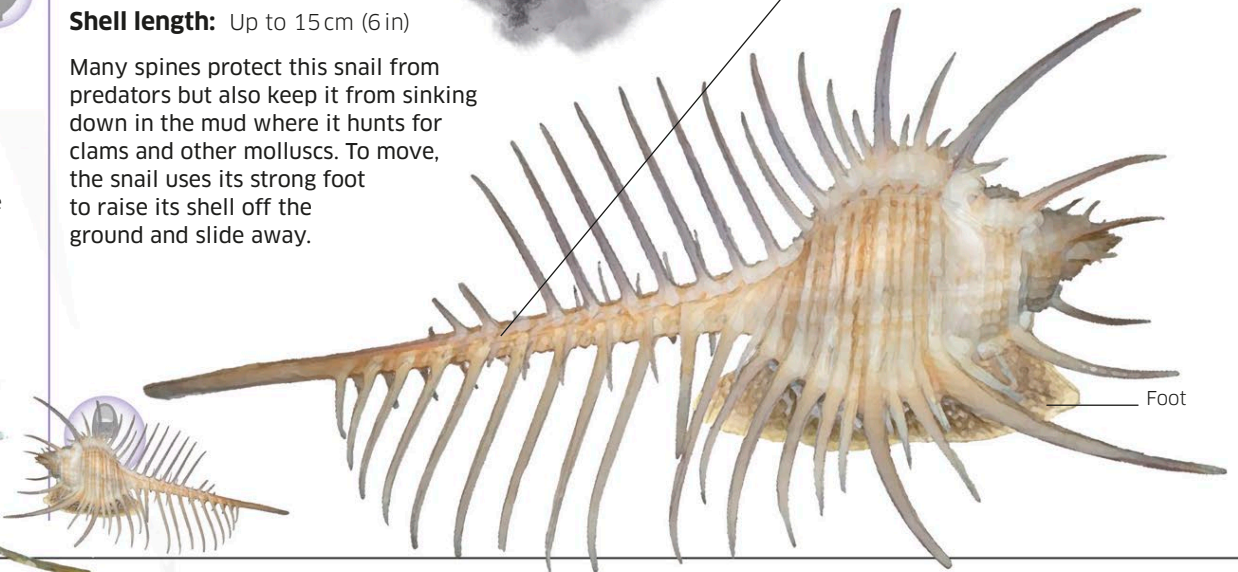 Shell length: Up to 15 cm (6 in)
Many spines protect this snail from
predators but also keep it from sinking
down in the mud where it hunts for
clams and other molluscs. To move,
the snail uses its strong foot
to raise its shell off the
ground and slide away.
Foot